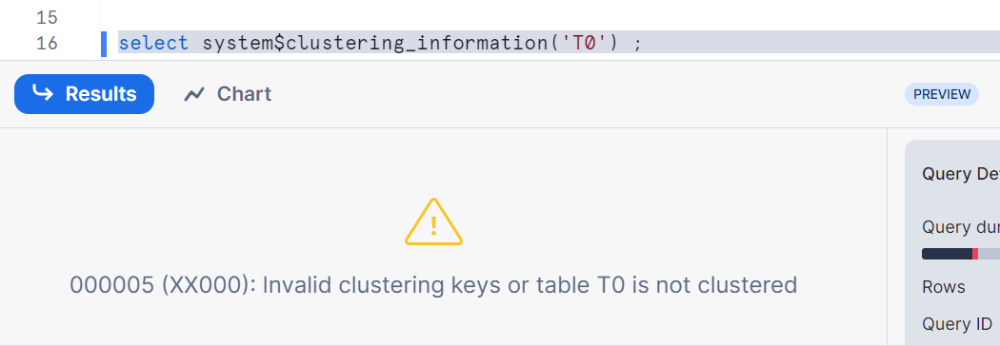 15
16 select system$clustering_information('T0') ;
Results Chart PREVIEW
000005 (XX000): Invalid clustering keys or table T0 is not clustered
Query De
Query dur
Rows
Query ID